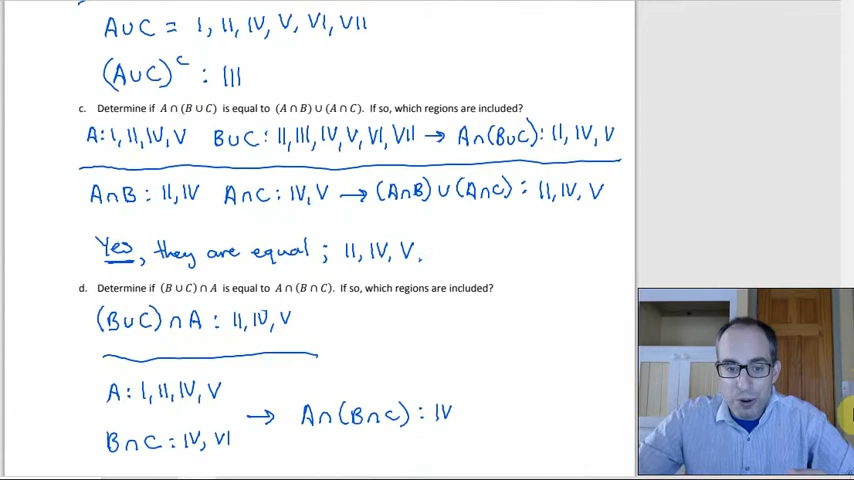 A∪C = I, II, IV, V, VI, VII
(A∪C)ᶜ : III
c. Determine if A ∩ (B ∪ C) is equal to (A ∩ B) ∪ (A ∩ C). If so, which regions are included?
A: I, II, IV, V B∪C: II, III, IV, V, VI, VII → A∩(B∪C): II, IV, V
A∩B : II, IV A∩C : IV, V → (A∩B) ∪ (A∩C) : II, IV, V
Yes, they are equal ; II, IV, V.
d. Determine if (B ∪ C) ∩ A is equal to A ∩ (B ∩ C). If so, which regions are included?
(B∪C) ∩ A : II, IV, V
A: I, II, IV, V
→ A∩(B∩C) : IV
B∩C : IV, VI